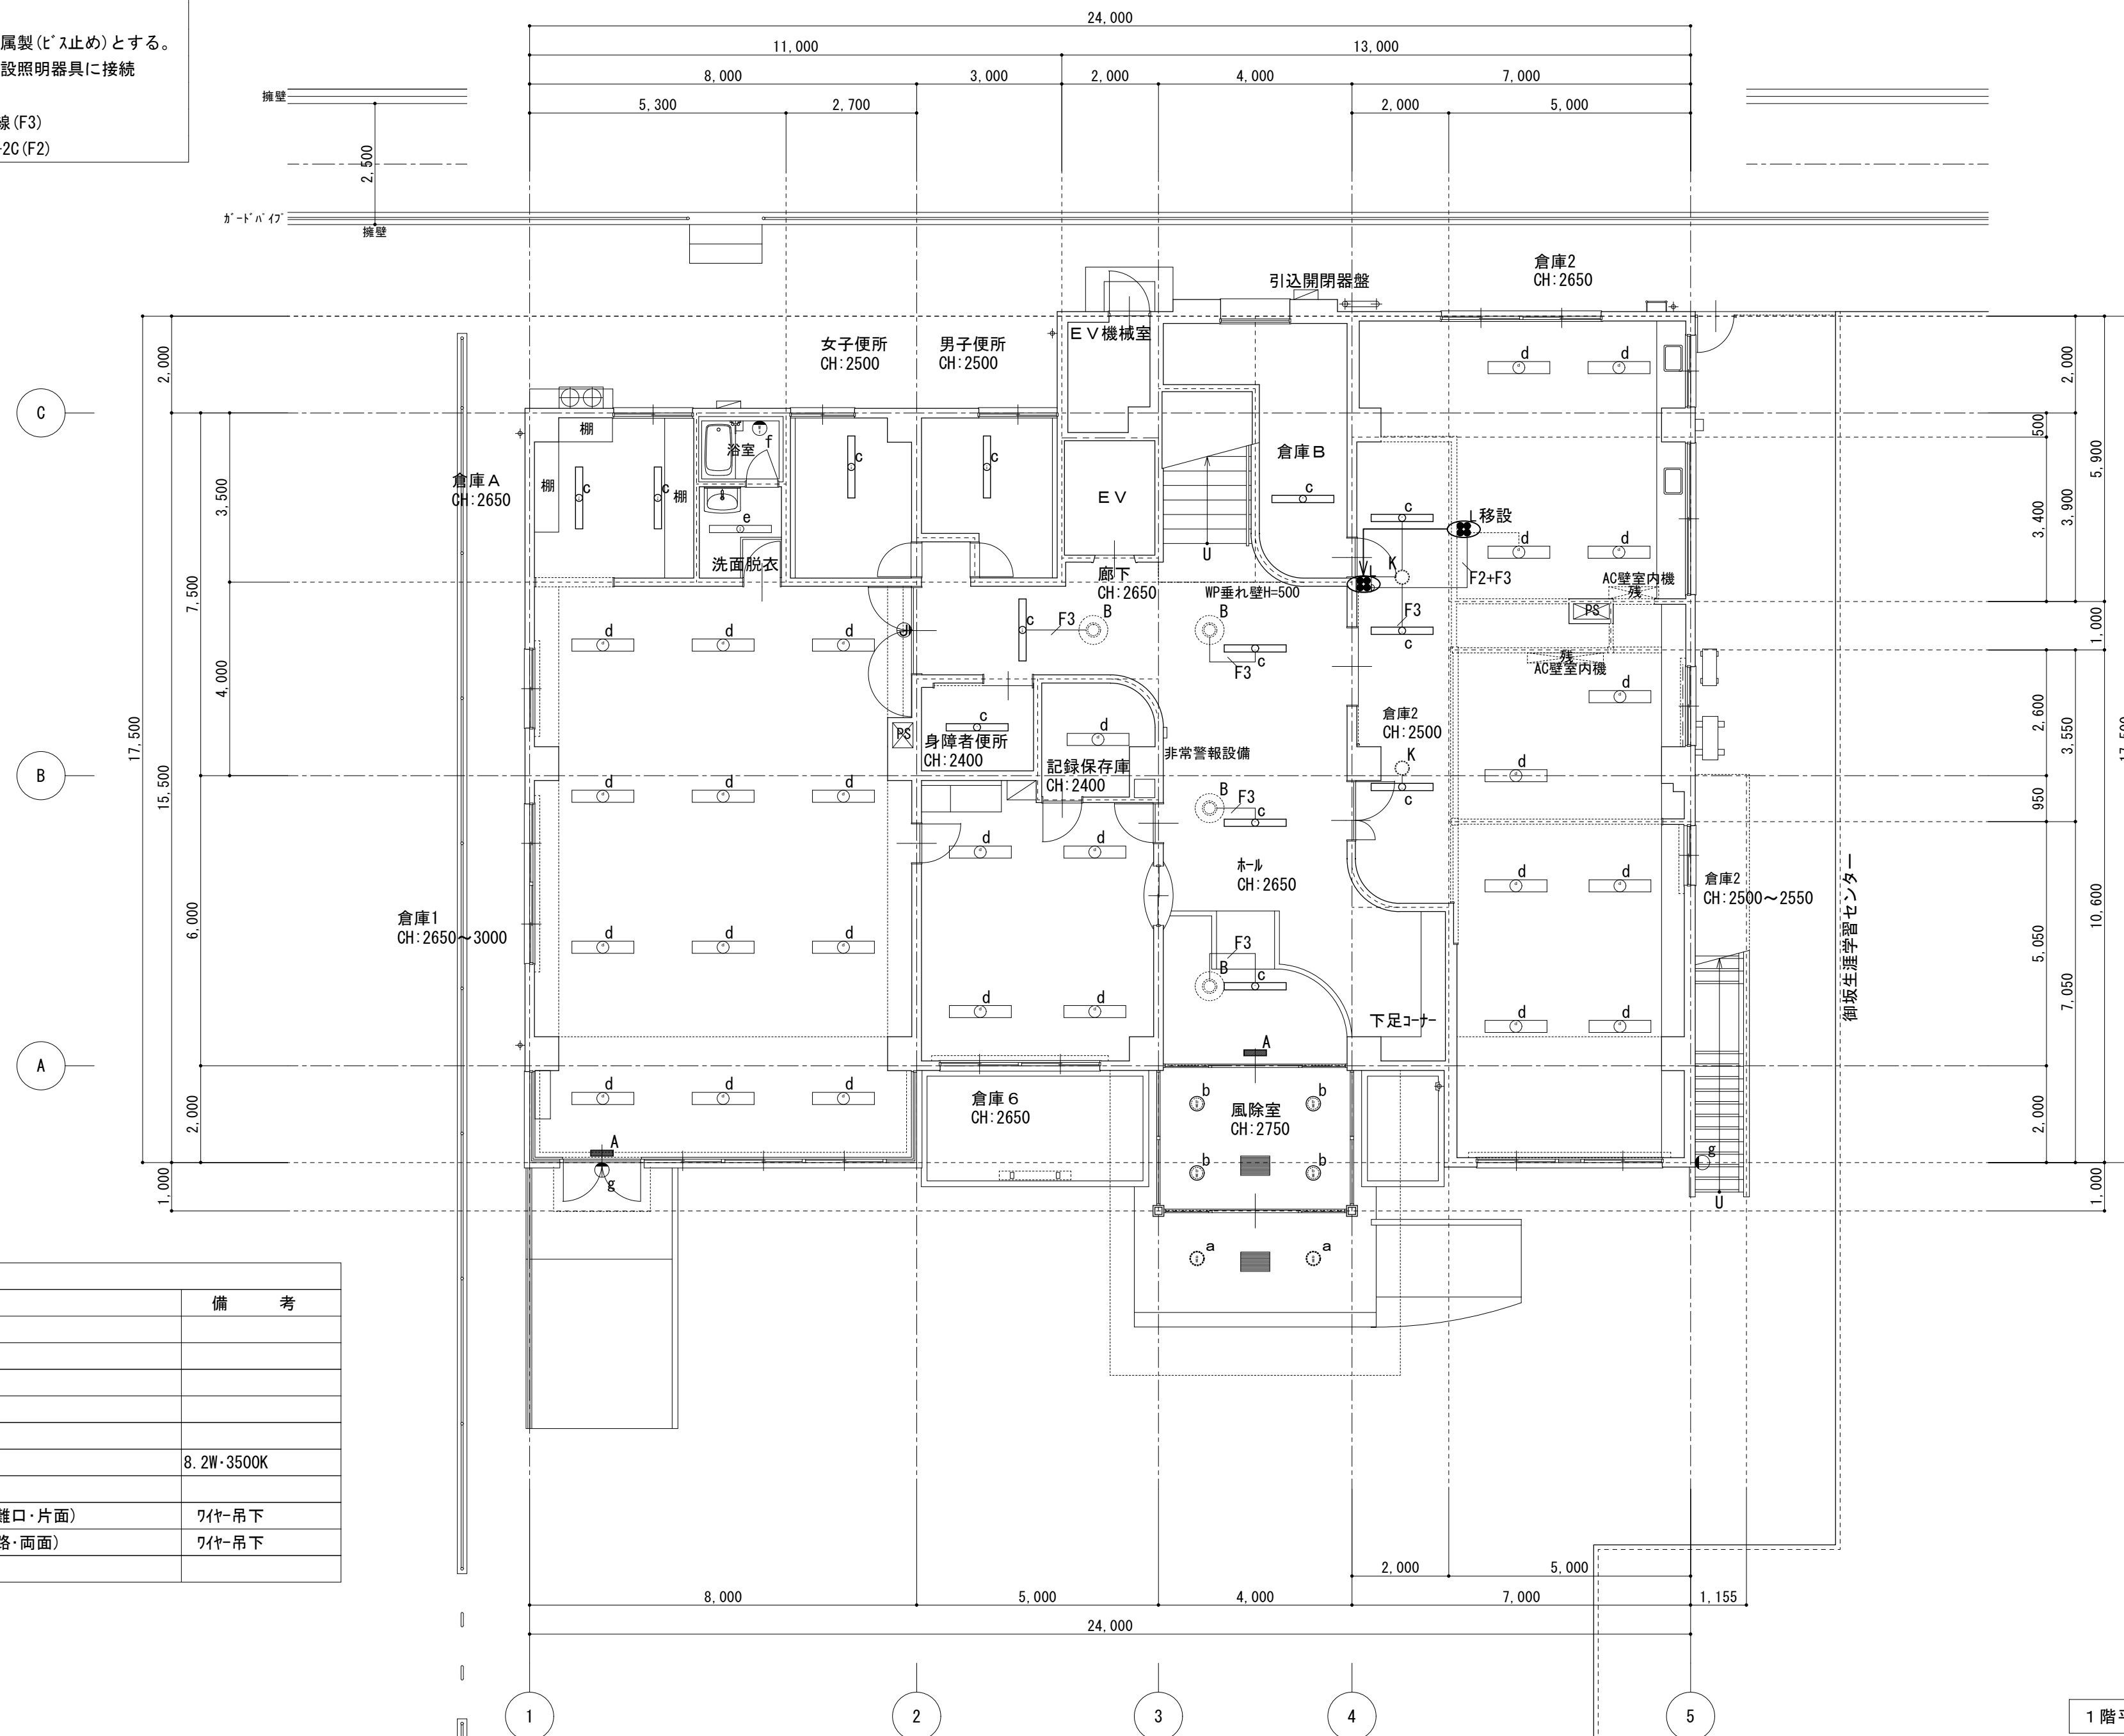 属製(ﾋﾞｽ止め)とする。
設照明器具に接続
線(F3)
-2C(F2)
24,000
11,000
13,000
8,000
3,000
2,000
4,000
7,000
5,300
2,700
2,000
5,000
擁壁
2,500
ｶﾞｰﾄﾞﾊﾟｲﾌﾟ
擁壁
引込開閉器盤
倉庫2
CH:2650
女子便所
CH:2500
男子便所
CH:2500
EV機械室
2,000
2,000
C
棚
浴室
f
倉庫A
CH:2650
棚
c
c
棚
c
c
EV
倉庫B
c
d
d
500
5,900
3,500
3,400
3,900
e
洗面脱衣
U
c
L移設
d
d
K
L
F2+F3
廊下
CH:2650
WP垂れ壁H=500
AC壁室内機
残
PS
7,500
d
d
d
J
c
F3
B
B
F3
c
F3
c
1,000
残
AC壁室内機
4,000
17,500
15,500
PS
c
身障者便所
CH:2400
d
記録保存庫
CH:2400
非常警報設備
倉庫2
CH:2500
K
c
d
d
2,600
3,550
17,500
B
d
d
d
B
F3
c
950
d
d
ﾎｰﾙ
CH:2650
d
d
倉庫2
CH:2500～2550
御坂生涯学習センター
倉庫1
CH:2650～3000
6,000
d
d
d
F3
B
c
5,050
10,600
7,050
d
d
下足ｺｰﾅｰ
d
d
A
A
2,000
d
d
d
倉庫6
CH:2650
b
b
風除室
CH:2750
b
b
2,000
A
g
g
U
1,000
1,000
a
a
備 考
8.2W･3500K
難口･片面)
ﾜｲﾔｰ吊下
路･両面)
ﾜｲﾔｰ吊下
2,000
5,000
8,000
5,000
4,000
7,000
1,155
24,000
1
2
3
4
5
1階